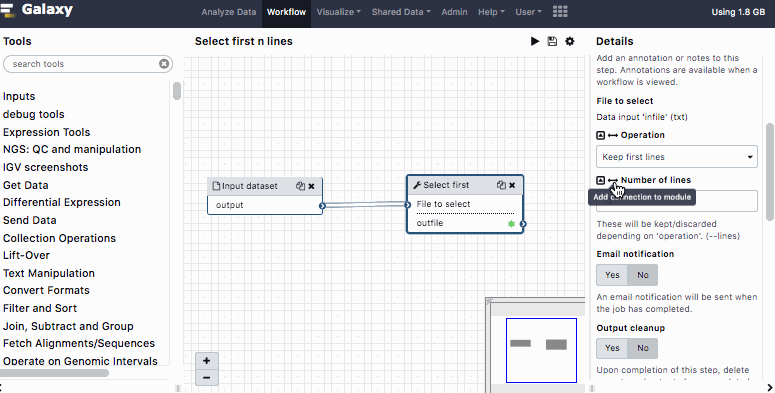 Galaxy
Analyze Data Workflow Visualize Shared Data Admin Help User
Using 1.8 GB
Tools
search tools
Inputs
debug tools
Expression Tools
NGS: QC and manipulation
IGV screenshots
Get Data
Differential Expression
Send Data
Collection Operations
Lift-Over
Text Manipulation
Convert Formats
Filter and Sort
Join, Subtract and Group
Fetch Alignments/Sequences
Operate on Genomic Intervals
Select first n lines
Input dataset
output
Select first
File to select
outfile
Details
Add an annotation or notes to this
step. Annotations are available when a
workflow is viewed.
File to select
Data input 'infile' (txt)
Operation
Keep first lines
Number of lines
Add connection to module
These will be kept/discarded
depending on 'operation'. (--lines)
Email notification
Yes No
An email notification will be sent when
the job has completed.
Output cleanup
Yes No
Upon completion of this step, delete